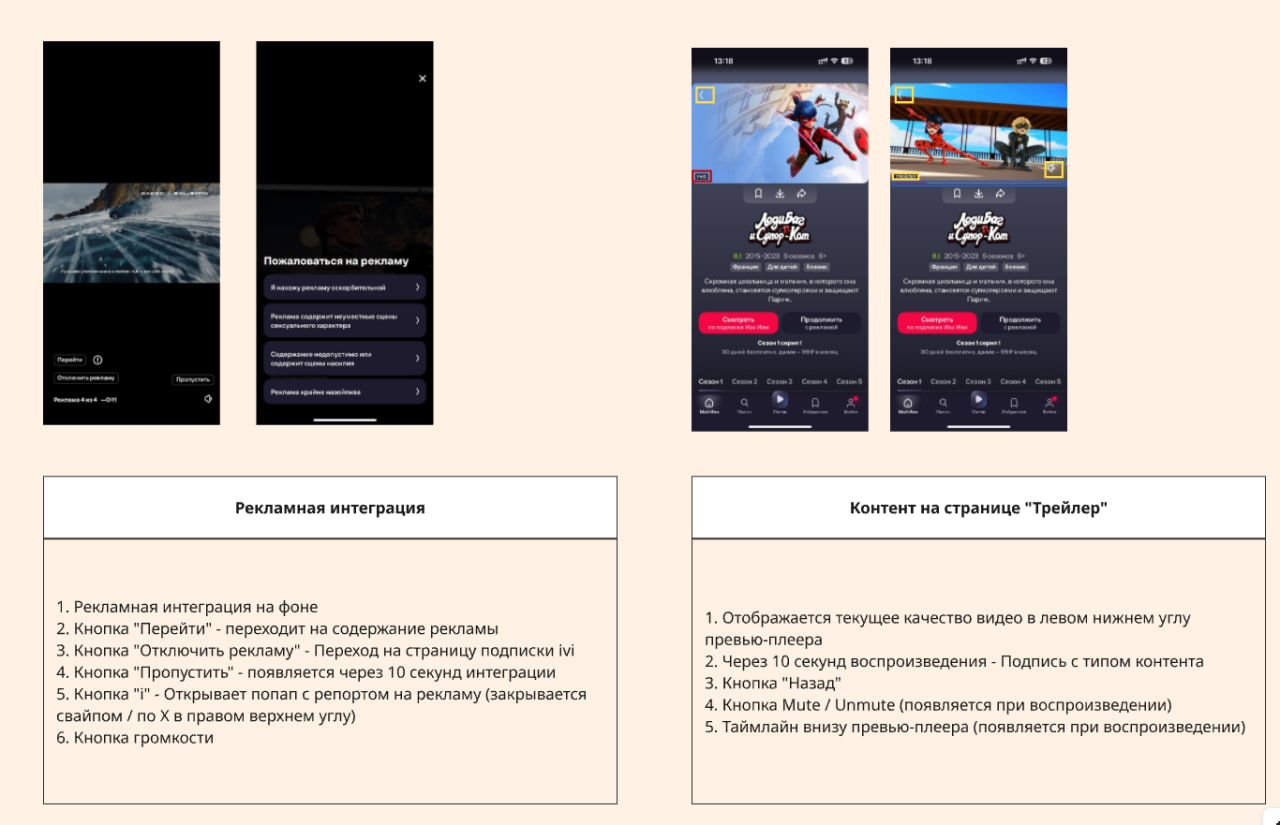 Перейти
Отключить рекламу
Пропустить
Реклама 4 из 4 —0:11
Пожаловаться на рекламу
Я нахожу рекламу оскорбительной
Реклама содержит неуместные сцены
сексуального характера
Содержание недопустимо или
содержит сцены насилия
Реклама крайне назойлива
13:18
FHD
ЛедиБаг
и Супер-Кот
8,1 2015-2023 6 сезонов 6+
Франция Для детей Боевик
Скромная школьница и мальчик, в которого она
влюблена, становятся супергероями и защищают
Париж.
Смотреть
по подписке Иви
Продолжить
с рекламой
Сезон 1 серия 1
30 дней бесплатно, далее – 99 ₽ в месяц
Сезон 1 Сезон 2 Сезон 3 Сезон 4 Сезон 5
Мой Иви Поиск Поток Избранное Войти
13:18
ТРЕЙЛЕР
ЛедиБаг
и Супер-Кот
8,1 2015-2023 6 сезонов 6+
Франция Для детей Боевик
Скромная школьница и мальчик, в которого она
влюблена, становятся супергероями и защищают
Париж.
Смотреть
по подписке Иви
Продолжить
с рекламой
Сезон 1 серия 1
30 дней бесплатно, далее – 99 ₽ в месяц
Сезон 1 Сезон 2 Сезон 3 Сезон 4 Сезон 5
Мой Иви Поиск Поток Избранное Войти
Рекламная интеграция
1. Рекламная интеграция на фоне
2. Кнопка "Перейти" - переходит на содержание рекламы
3. Кнопка "Отключить рекламу" - Переход на страницу подписки ivi
4. Кнопка "Пропустить" - появляется через 10 секунд интеграции
5. Кнопка "i" - Открывает попап с репортом на рекламу (закрывается
свайпом / по X в правом верхнем углу)
6. Кнопка громкости
Контент на странице "Трейлер"
1. Отображается текущее качество видео в левом нижнем углу
превью-плеера
2. Через 10 секунд воспроизведения - Подпись с типом контента
3. Кнопка "Назад"
4. Кнопка Mute / Unmute (появляется при воспроизведении)
5. Таймлайн внизу превью-плеера (появляется при воспроизведении)